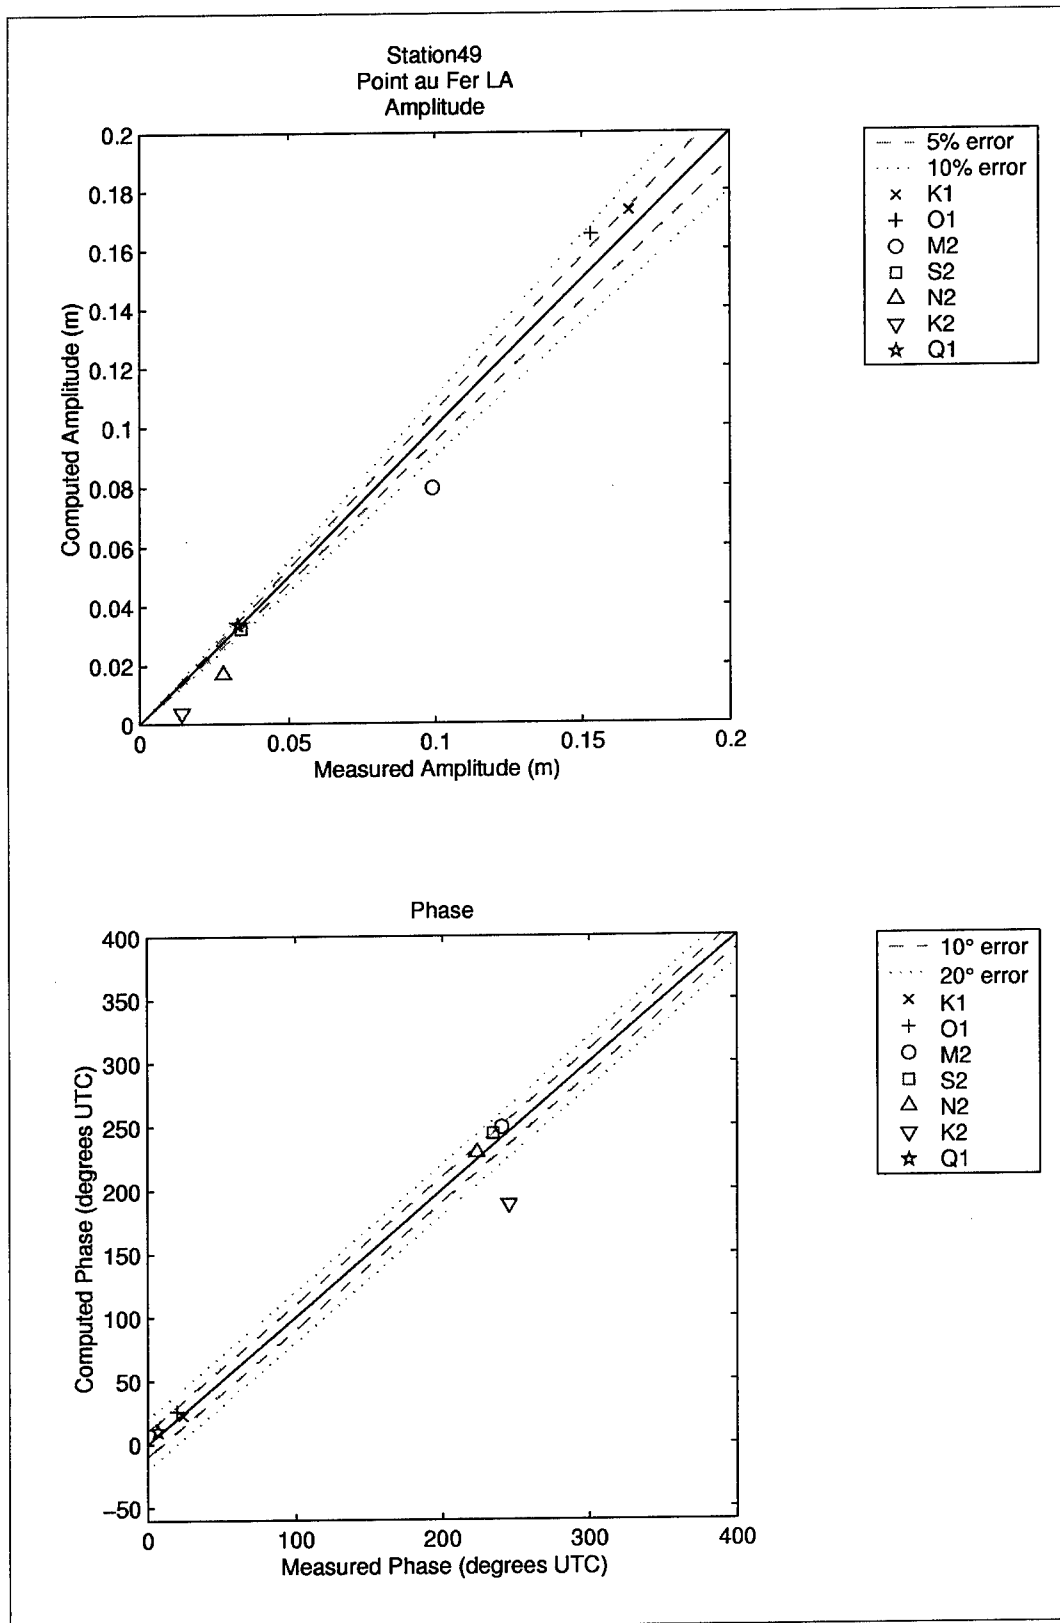 Station49
Point au Fer LA
Amplitude
0.2
0.18
0.16
0.14
0.12
0.1
0.08
0.06
0.04
0.02
0
Computed Amplitude (m)
0 0.05 0.1 0.15 0.2
Measured Amplitude (m)
5% error
10% error
K1
O1
M2
S2
N2
K2
Q1
Phase
400
350
300
250
200
150
100
50
0
−50
Computed Phase (degrees UTC)
0 100 200 300 400
Measured Phase (degrees UTC)
10° error
20° error
K1
O1
M2
S2
N2
K2
Q1